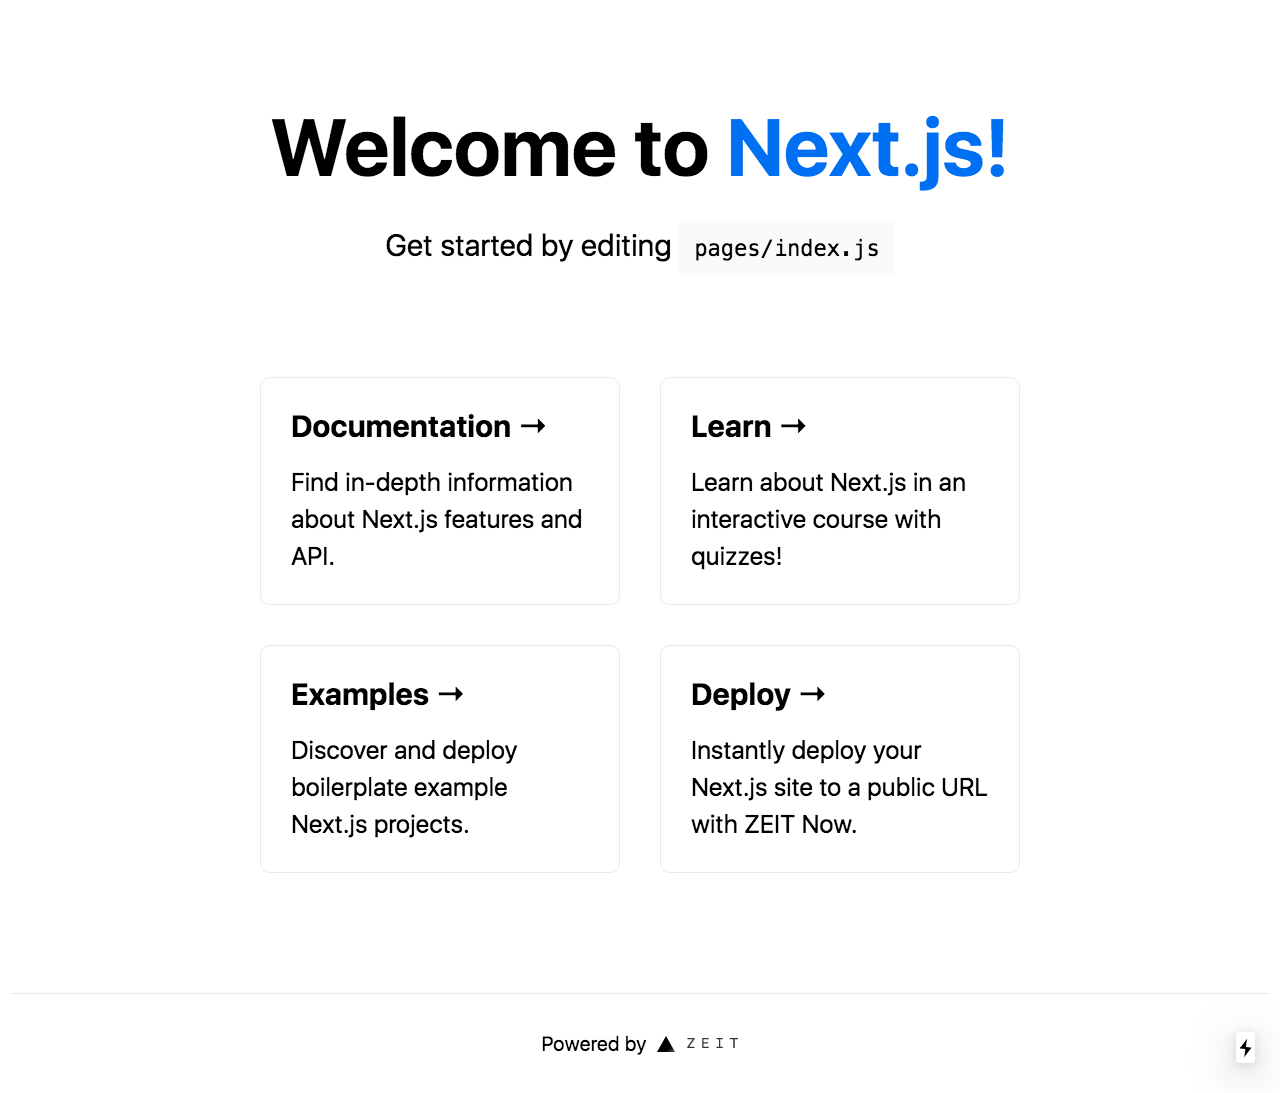 Welcome to Next.js!
Get started by editing pages/index.js
Documentation →
Find in-depth information
about Next.js features and
API.
Learn →
Learn about Next.js in an
interactive course with
quizzes!
Examples →
Discover and deploy
boilerplate example
Next.js projects.
Deploy →
Instantly deploy your
Next.js site to a public URL
with ZEIT Now.
Powered by ZEIT